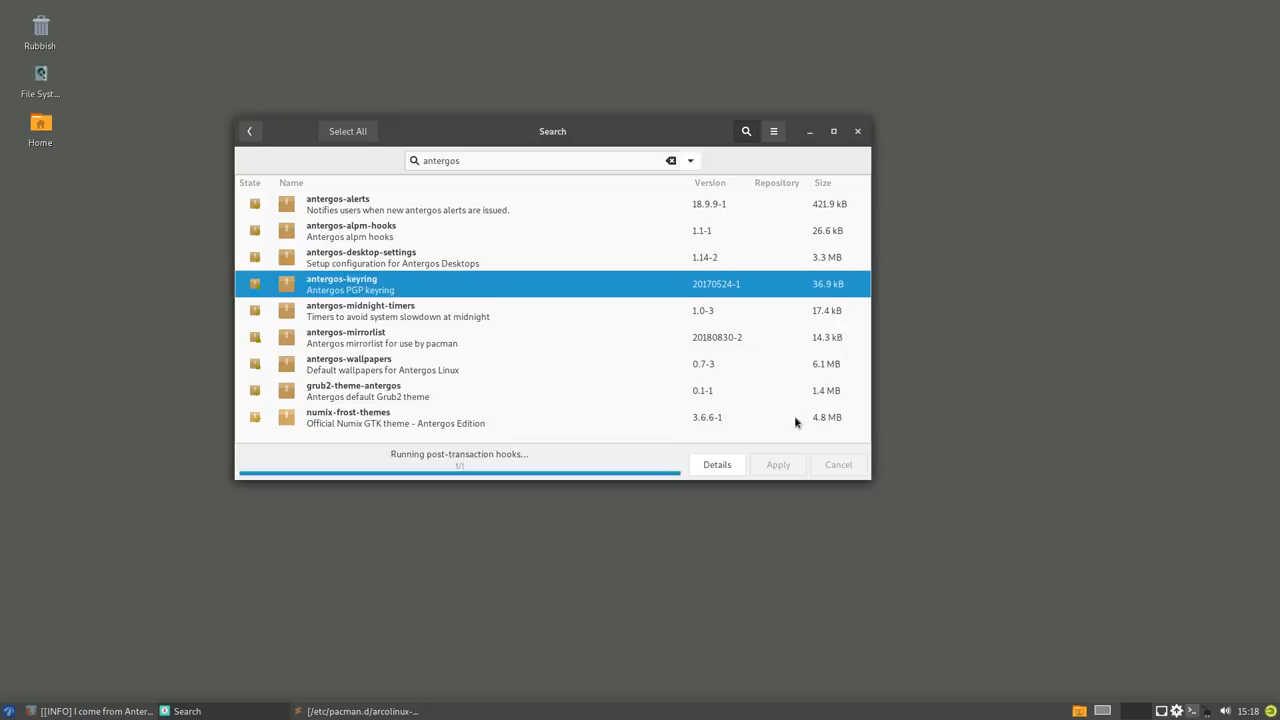 Rubbish
File Syst...
Home
Select All
Search
antergos
State
Name
Version
Repository
Size
antergos-alerts
Notifies users when new antergos alerts are issued.
18.9.9-1
421.9 kB
antergos-alpm-hooks
Antergos alpm hooks
1.1-1
26.6 kB
antergos-desktop-settings
Setup configuration for Antergos Desktops
1.14-2
3.3 MB
antergos-keyring
Antergos PGP keyring
20170524-1
36.9 kB
antergos-midnight-timers
Timers to avoid system slowdown at midnight
1.0-3
17.4 kB
antergos-mirrorlist
Antergos mirrorlist for use by pacman
20180830-2
14.3 kB
antergos-wallpapers
Default wallpapers for Antergos Linux
0.7-3
6.1 MB
grub2-theme-antergos
Antergos default Grub2 theme
0.1-1
1.4 MB
numix-frost-themes
Official Numix GTK theme - Antergos Edition
3.6.6-1
4.8 MB
Running post-transaction hooks...
1/1
Details
Apply
Cancel
[[INFO] I come from Anter...
Search
[/etc/pacman.d/arcolinux-...
15:18